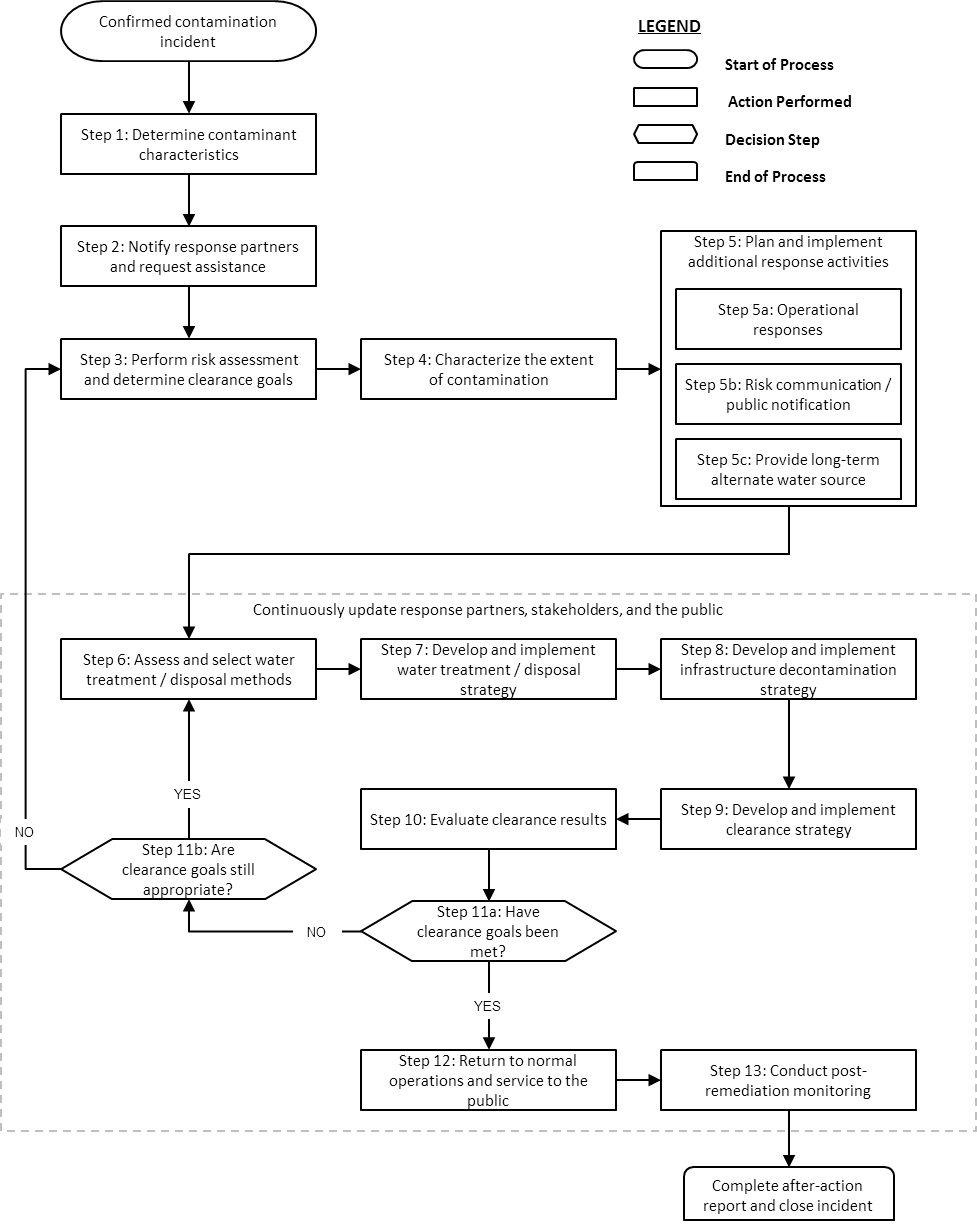 Confirmed contamination
incident
LEGEND
Start of Process
Action Performed
Decision Step
End of Process
Step 1: Determine contaminant
characteristics
Step 2: Notify response partners
and request assistance
Step 3: Perform risk assessment
and determine clearance goals
Step 4: Characterize the extent
of contamination
Step 5: Plan and implement
additional response activities
Step 5a: Operational
responses
Step 5b: Risk communication /
public notification
Step 5c: Provide long-term
alternate water source
Continuously update response partners, stakeholders, and the public
Step 6: Assess and select water
treatment / disposal methods
Step 7: Develop and implement
water treatment / disposal
strategy
Step 8: Develop and implement
infrastructure decontamination
strategy
Step 9: Develop and implement
clearance strategy
Step 10: Evaluate clearance results
Step 11a: Have
clearance goals been
met?
NO
Step 11b: Are
clearance goals still
appropriate?
YES
NO
YES
Step 12: Return to normal
operations and service to the
public
Step 13: Conduct post-
remediation monitoring
Complete after-action
report and close incident